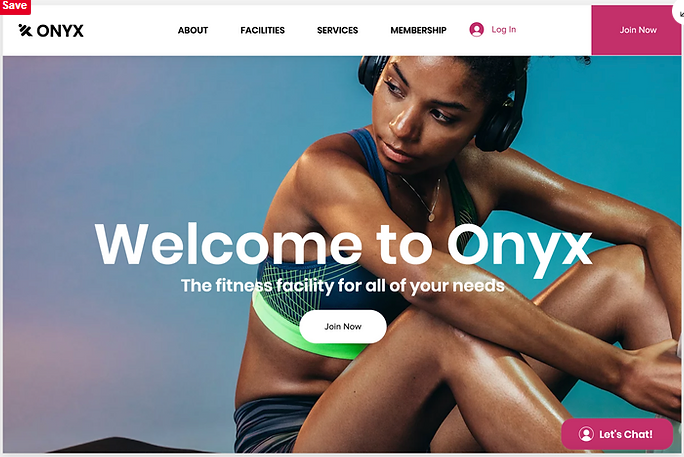 Save
ONYX
ABOUT FACILITIES SERVICES MEMBERSHIP Log In Join Now
Welcome to Onyx
The fitness facility for all of your needs
Join Now
Let's Chat!